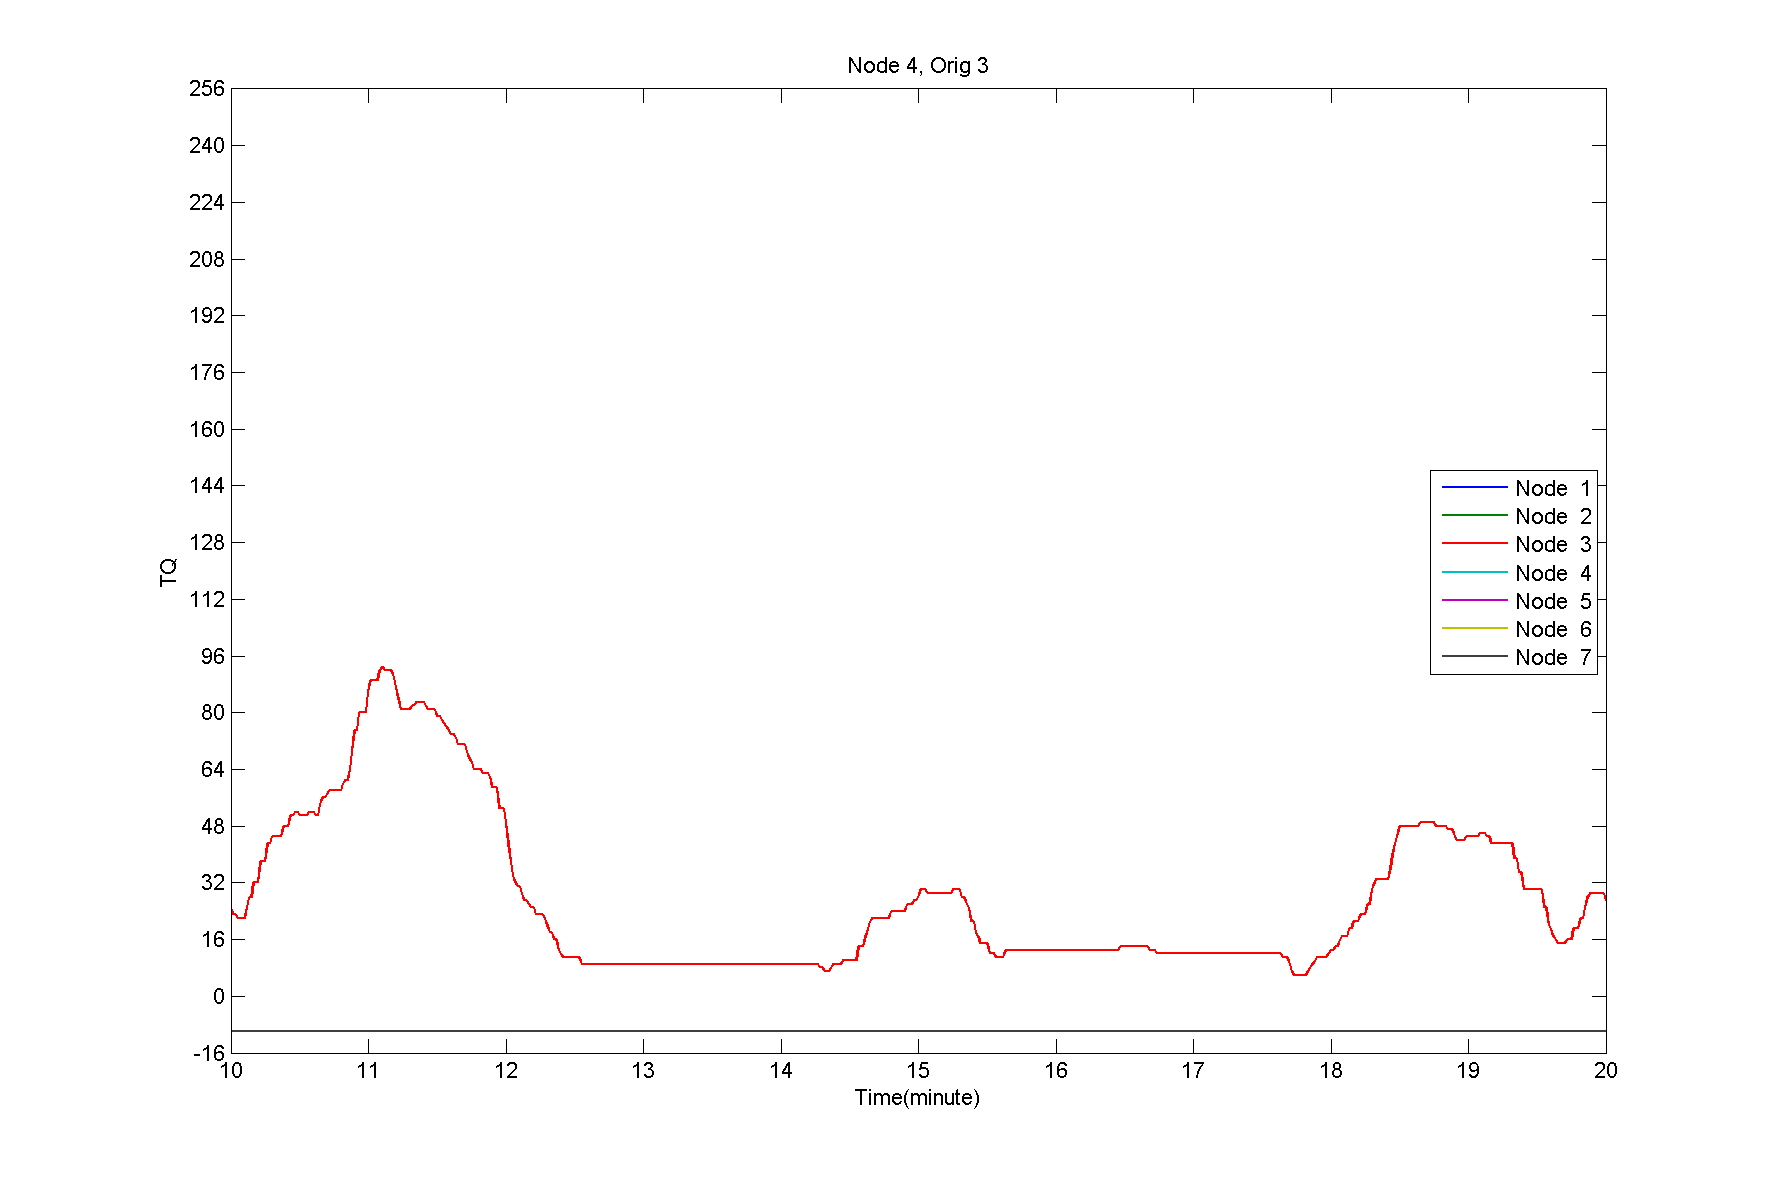 Node 4, Orig 3
256
240
224
208
192
176
160
144
128
112
96
80
64
48
32
16
0
-16
TQ
Node 1
Node 2
Node 3
Node 4
Node 5
Node 6
Node 7
10 11 12 13 14 15 16 17 18 19 20
Time(minute)